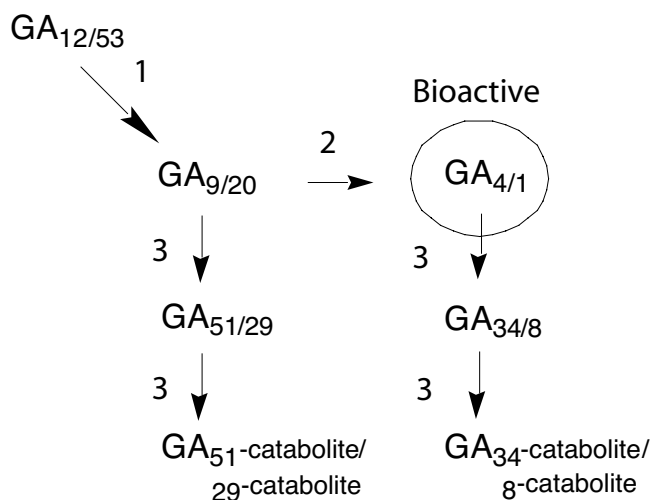 GA12/53
1
Bioactive
2
GA9/20
GA4/1
3
3
GA51/29
GA34/8
3
3
GA51-catabolite/
29-catabolite
GA34-catabolite/
8-catabolite